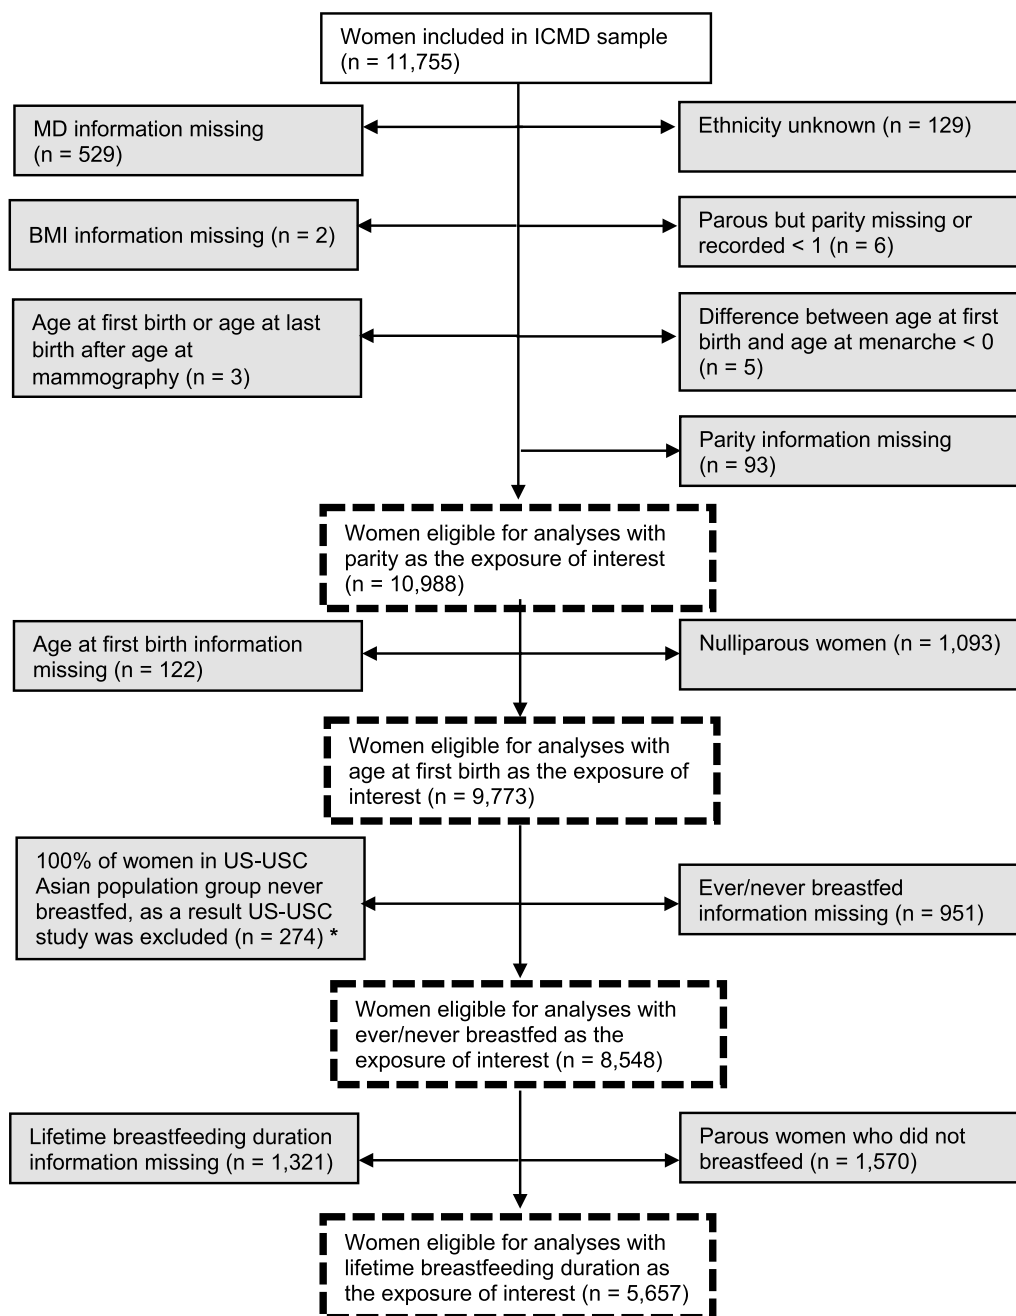 Women included in ICMD sample
(n = 11,755)
MD information missing
(n = 529)
Ethnicity unknown (n = 129)
BMI information missing (n = 2)
Parous but parity missing or
recorded < 1 (n = 6)
Age at first birth or age at last
birth after age at
mammography (n = 3)
Difference between age at first
birth and age at menarche < 0
(n = 5)
Parity information missing
(n = 93)
Women eligible for analyses with
parity as the exposure of interest
(n = 10,988)
Age at first birth information
missing (n = 122)
Nulliparous women (n = 1,093)
Women eligible for analyses with
age at first birth as the exposure of
interest (n = 9,773)
100% of women in US-USC
Asian population group never
breastfed, as a result US-USC
study was excluded (n = 274) *
Ever/never breastfed
information missing (n = 951)
Women eligible for analyses with
ever/never breastfed as the
exposure of interest (n = 8,548)
Lifetime breastfeeding duration
information missing (n = 1,321)
Parous women who did not
breastfeed (n = 1,570)
Women eligible for analyses with
lifetime breastfeeding duration as
the exposure of interest (n = 5,657)